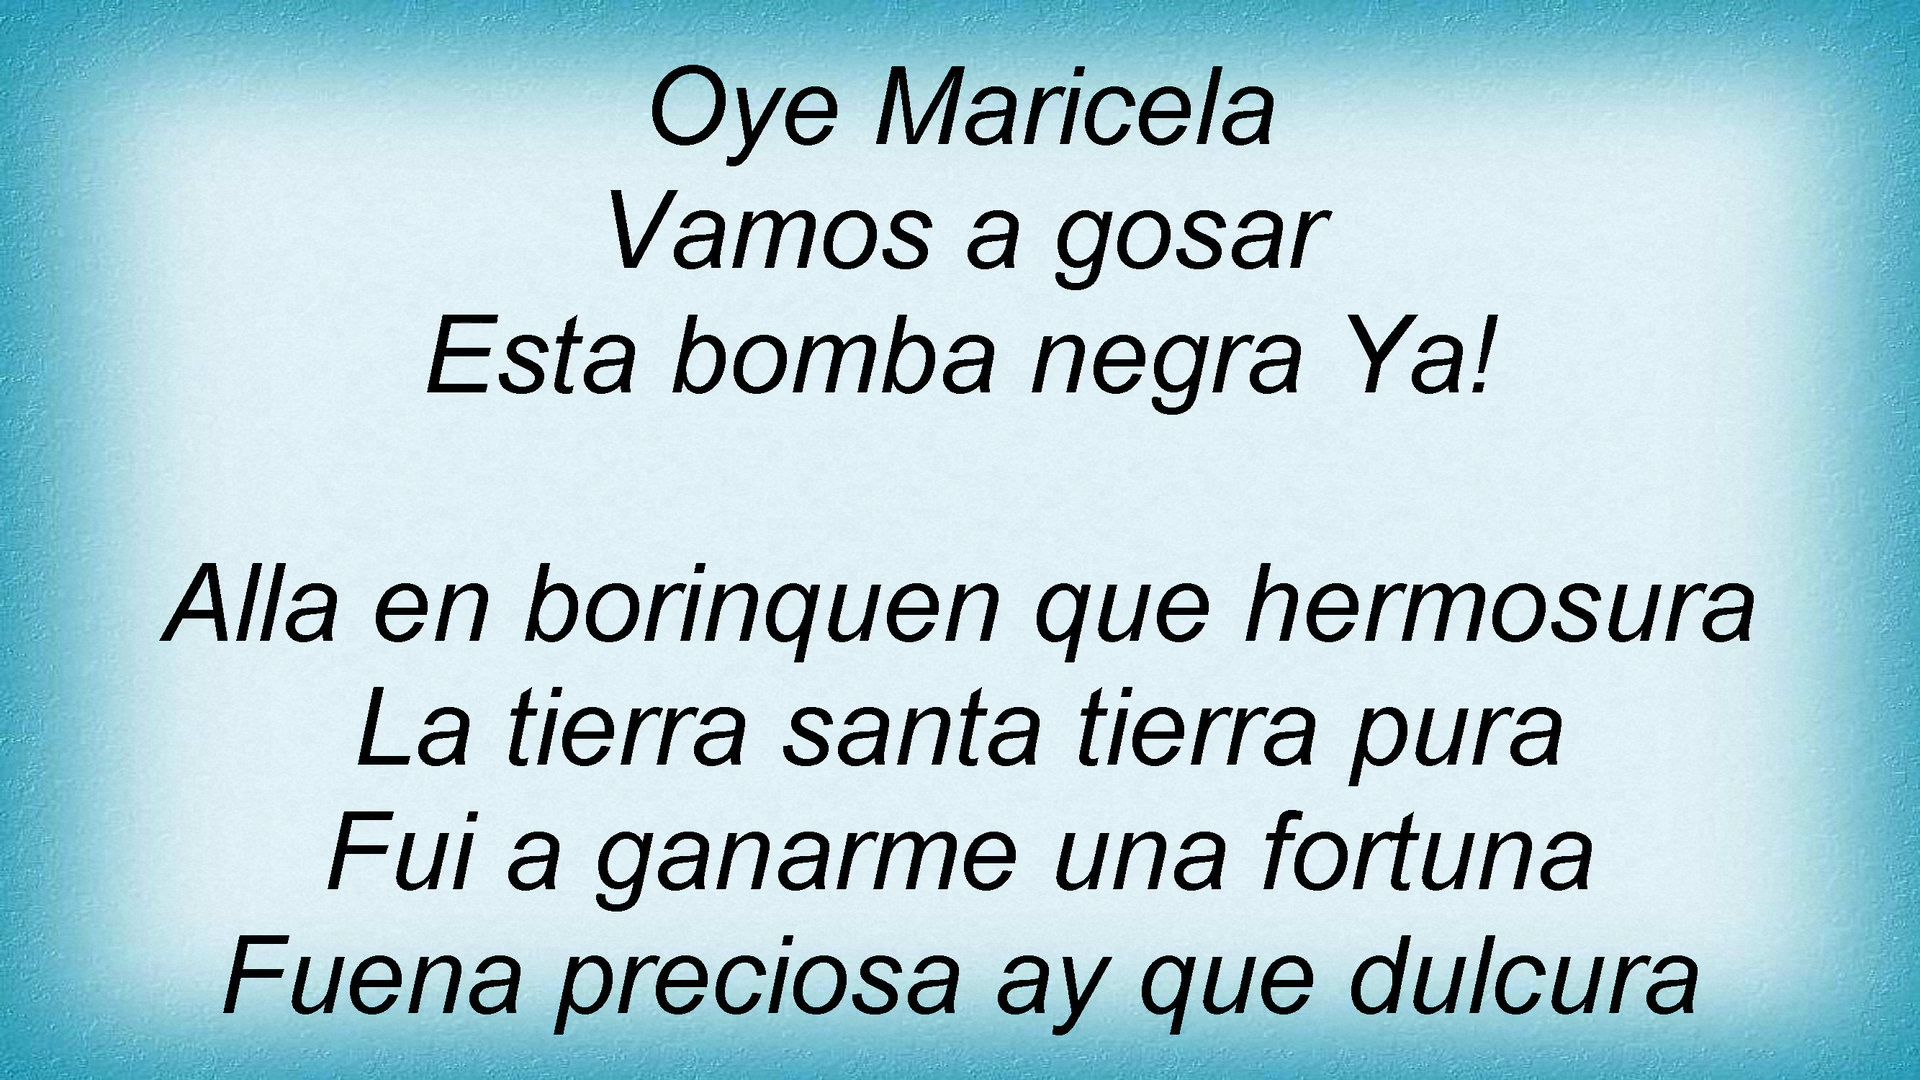 Oye Maricela
Vamos a gosar
Esta bomba negra Ya!
Alla en borinquen que hermosura
La tierra santa tierra pura
Fui a ganarme una fortuna
Fuena preciosa ay que dulcura